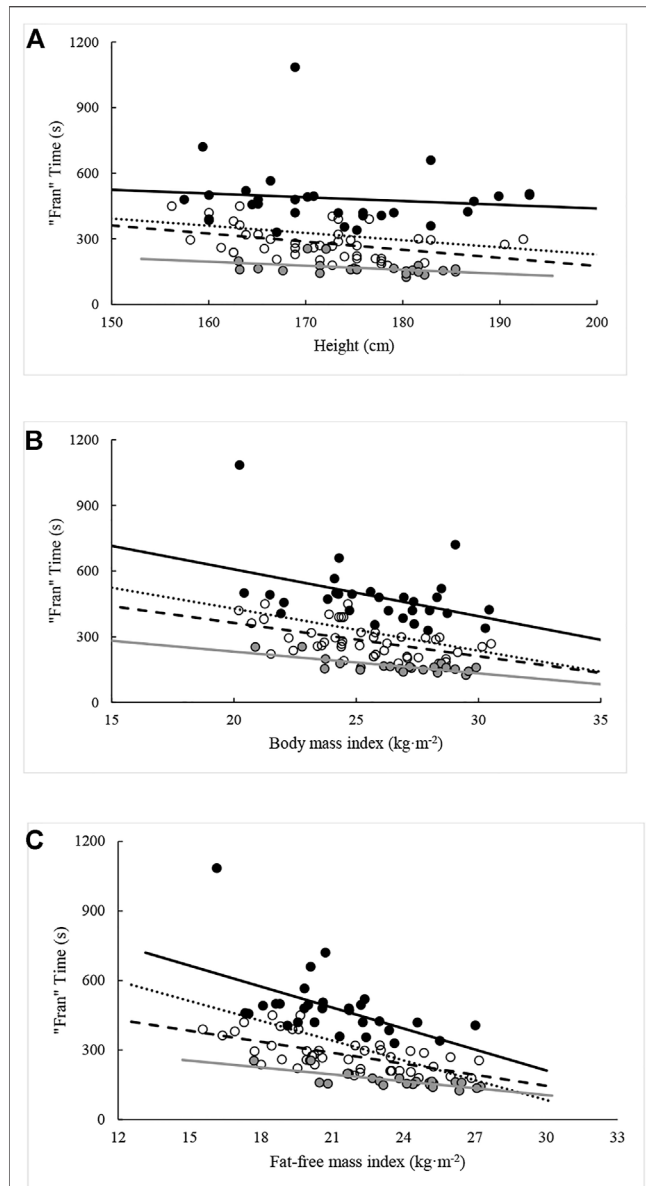 A
1200
900
600
300
0
"Fran" Time (s)
150 160 170 180 190 200
Height (cm)
B
1200
900
600
300
0
"Fran" Time (s)
15 20 25 30 35
Body mass index (kg·m⁻²)
C
1200
900
600
300
0
"Fran" Time (s)
12 15 18 21 24 27 30 33
Fat-free mass index (kg·m⁻²)